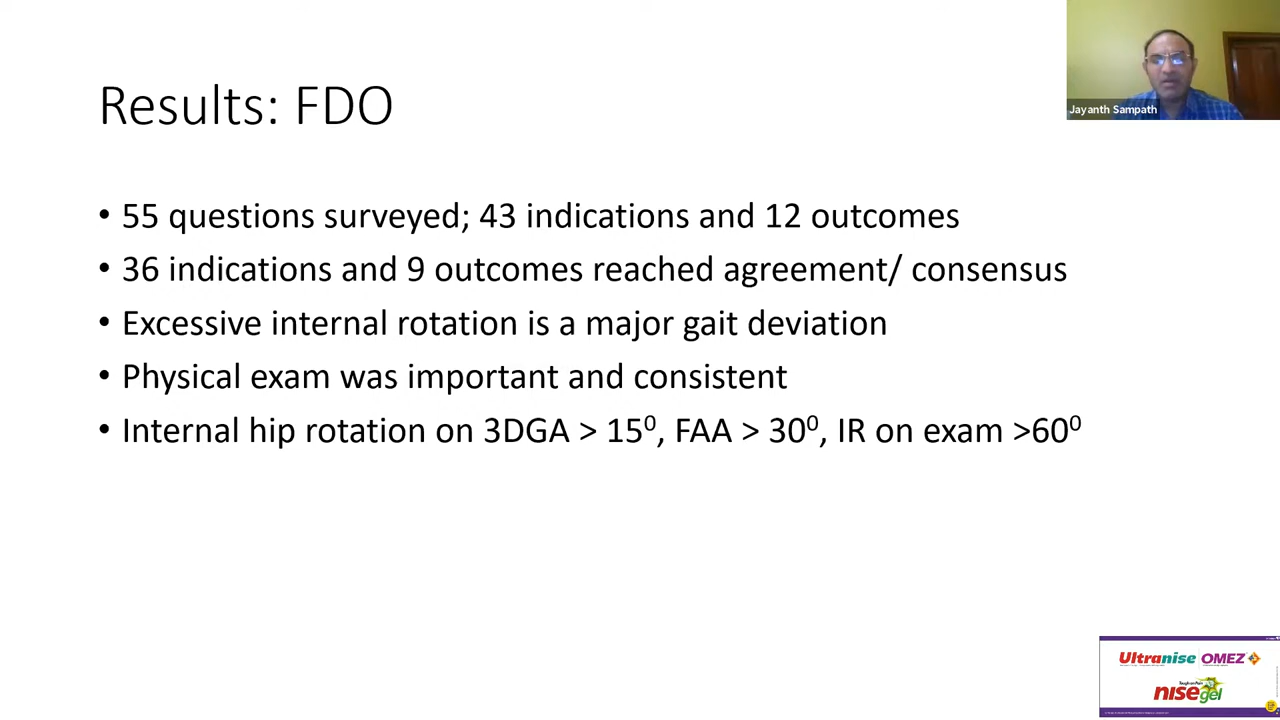 Results: FDO
Jayanth Sampath
• 55 questions surveyed; 43 indications and 12 outcomes
• 36 indications and 9 outcomes reached agreement/ consensus
• Excessive internal rotation is a major gait deviation
• Physical exam was important and consistent
• Internal hip rotation on 3DGA > 15⁰, FAA > 30⁰, IR on exam >60⁰
Ultranise OMEZ
nisegel